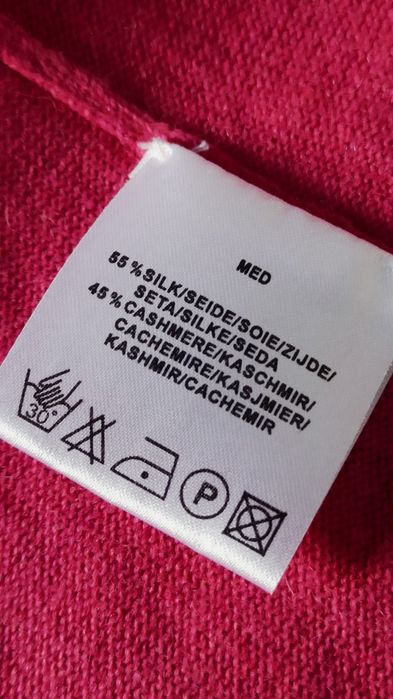 MED
55% SILK/SEIDE/SOIE/ZIJDE/
SETA/SILKE/SEDA
45% CASHMERE/KASCHMIR/
CACHEMIRE/KASJMIER/
KASHMIR/CACHEMIR
30°
P